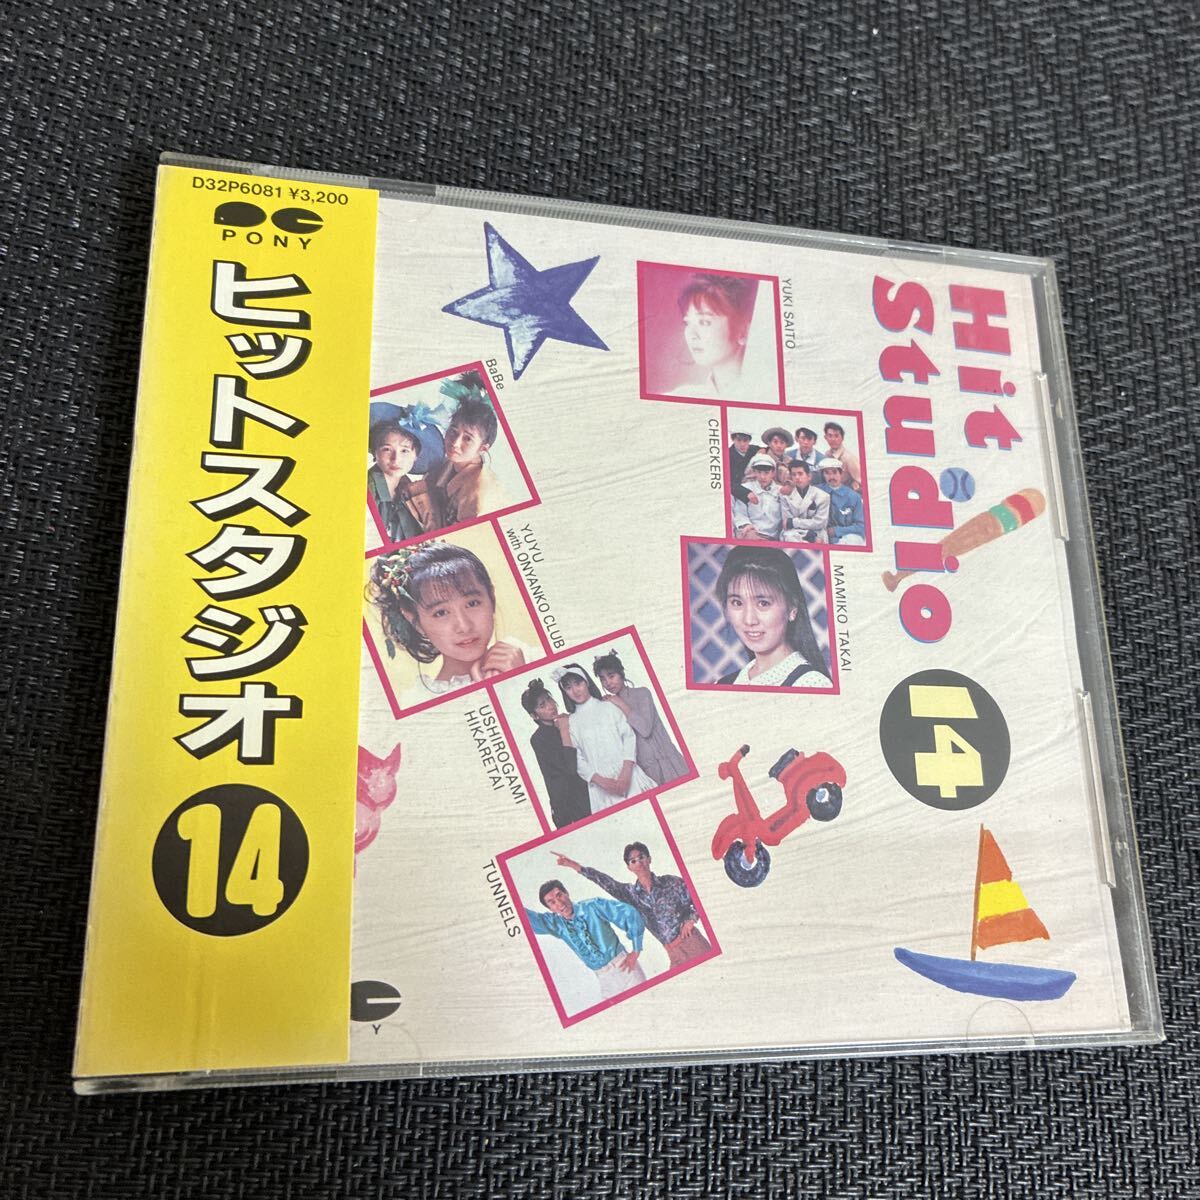 D32P6081 ¥3,200
PONY
ヒットスタジオ
14
Hit
Studio
14
YUKI SAITO
CHECKERS
MAMIKO TAKAI
BaBe
YUYU
with ONYANKO CLUB
USHIROGAMI
HIKARETAI
TUNNELS
Y